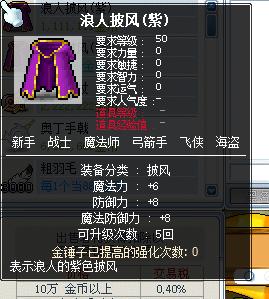 浪人披风(紫)
要求等级: 50
要求力量: 0
要求敏捷: 0
要求智力: 0
要求运气: 0
要求人气度: -
道具等级: -
道具经验值: -
新手 战士 魔法师 弓箭手 飞侠 海盗
装备分类 : 披风
魔法力 : +6
防御力 : +8
魔法防御力 : +8
可升级次数 : 5回
金锤子已提高的强化次数: 0
表示浪人的紫色披风
10万 金币以上 0,40%